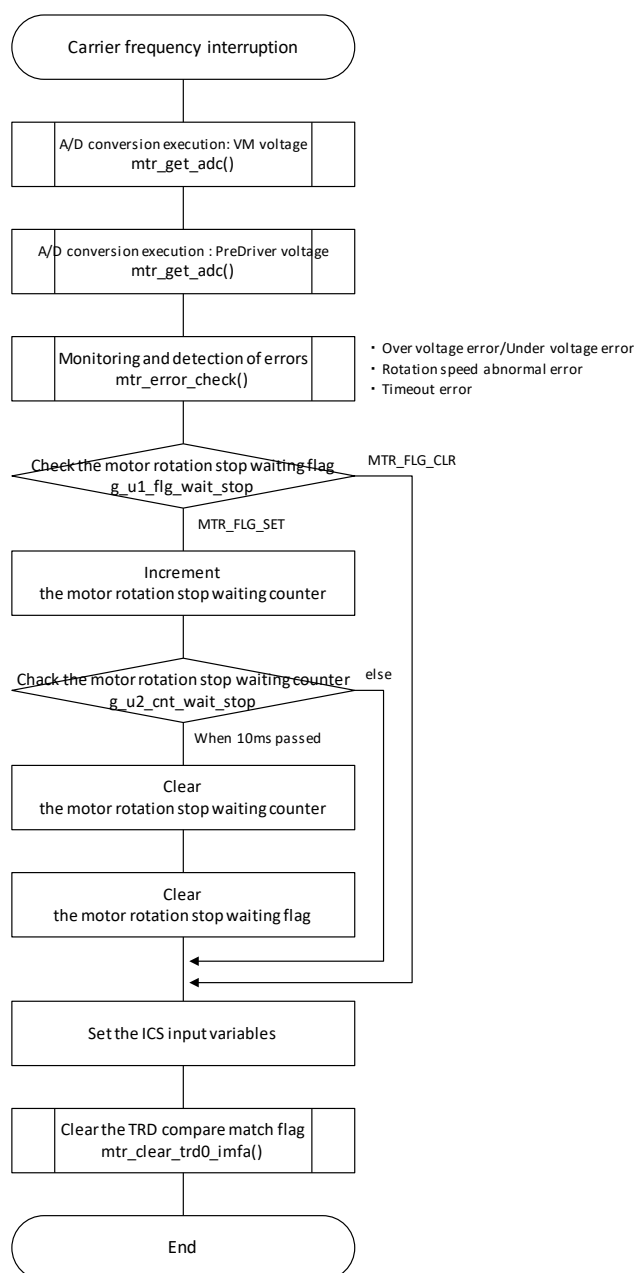 Carrier frequency interruption
A/D conversion execution: VM voltage
mtr_get_adc()
A/D conversion execution : PreDriver voltage
mtr_get_adc()
Monitoring and detection of errors
mtr_error_check()
・ Over voltage error/Under voltage error
・ Rotation speed abnormal error
・ Timeout error
Check the motor rotation stop waiting flag
g_u1_flg_wait_stop
MTR_FLG_CLR
MTR_FLG_SET
Increment
the motor rotation stop waiting counter
Chack the motor rotation stop waiting counter
g_u2_cnt_wait_stop
else
When 10ms passed
Clear
the motor rotation stop waiting counter
Clear
the motor rotation stop waiting flag
Set the ICS input variables
Clear the TRD compare match flag
mtr_clear_trd0_imfa()
End